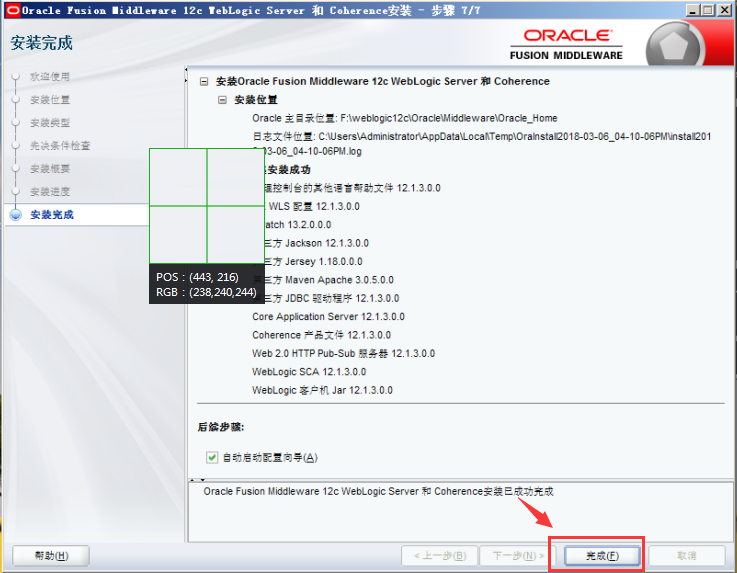 Oracle Fusion Middleware 12c WebLogic Server 和 Coherence安装 - 步骤 7/7
安装完成
ORACLE
FUSION MIDDLEWARE
欢迎使用
安装位置
安装类型
先决条件检查
安装概要
安装进度
安装完成
安装Oracle Fusion Middleware 12c WebLogic Server 和 Coherence
安装位置
Oracle 主目录位置: F:\weblogic12c\Oracle\Middleware\Oracle_Home
日志文件位置: C:\Users\Administrator\AppData\Local\Temp\OraInstall2018-03-06_04-10-06PM\install201
03-06_04-10-06PM.log
安装成功
控制台的其他语言帮助文件 12.1.3.0.0
WLS 配置 12.1.3.0.0
atch 13.2.0.0.0
三方 Jackson 12.1.3.0.0
三方 Jersey 1.18.0.0.0
三方 Maven Apache 3.0.5.0.0
三方 JDBC 驱动程序 12.1.3.0.0
Core Application Server 12.1.3.0.0
Coherence 产品文件 12.1.3.0.0
Web 2.0 HTTP Pub-Sub 服务器 12.1.3.0.0
WebLogic SCA 12.1.3.0.0
WebLogic 客户机 Jar 12.1.3.0.0
POS : (443, 216)
RGB : (238,240,244)
后续步骤:
自动启动配置向导(A)
Oracle Fusion Middleware 12c WebLogic Server 和 Coherence安装已成功完成
帮助(H)
< 上一步(B)
下一步(N) >
完成(F)
取消